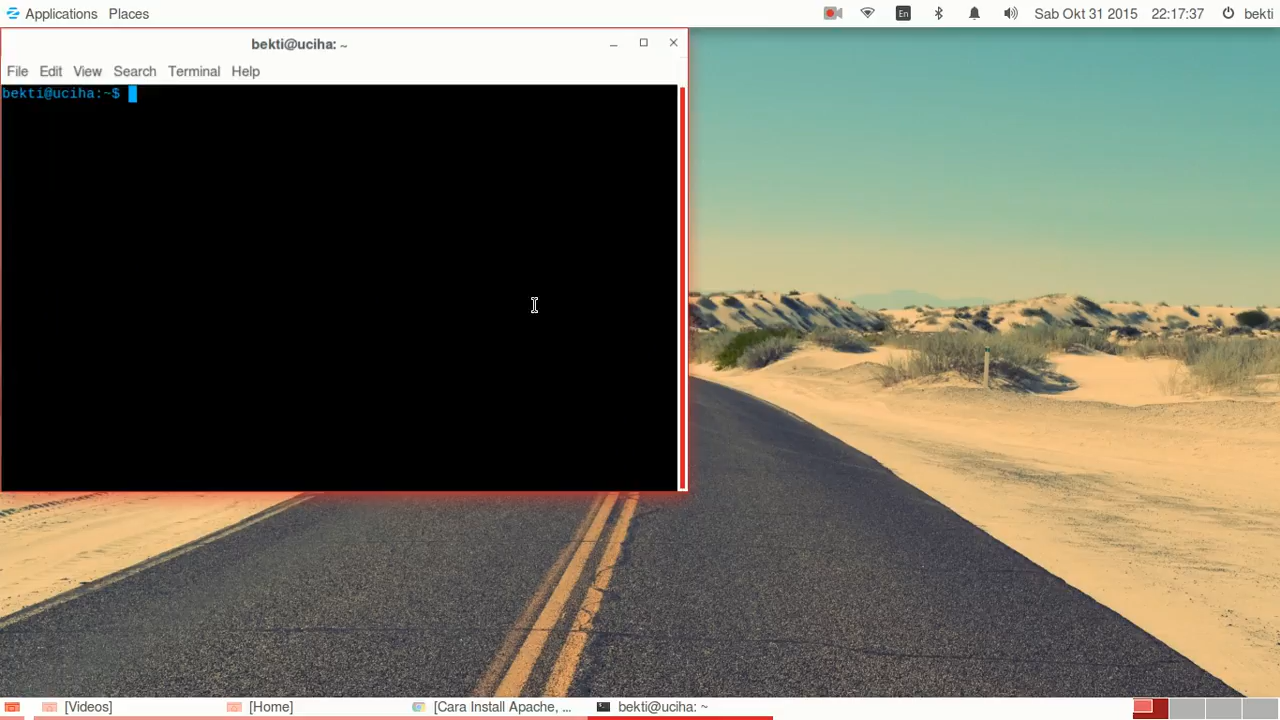 Applications Places En Sab Okt 31 2015 22:17:37 bekti
bekti@uciha: ~
File Edit View Search Terminal Help
bekti@uciha:~$
[Videos] [Home] [Cara Install Apache, ... bekti@uciha: ~